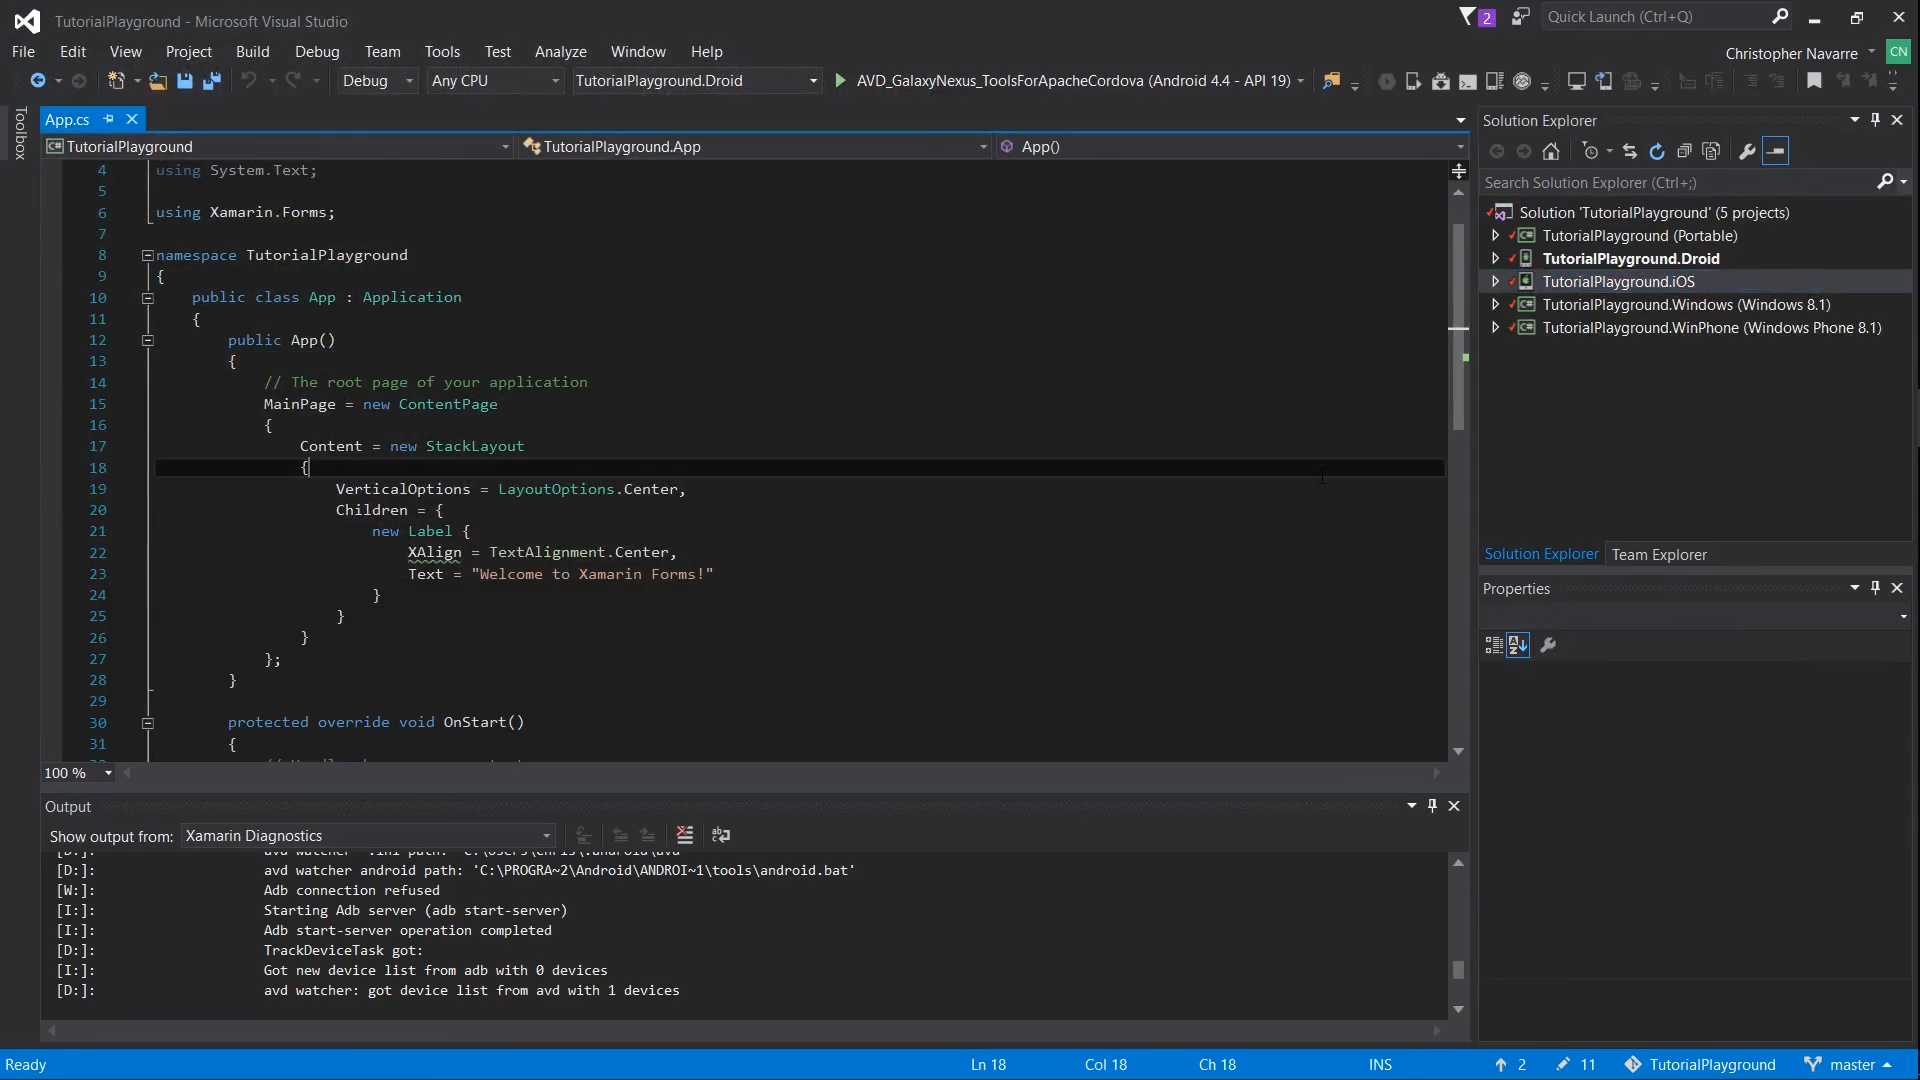 TutorialPlayground - Microsoft Visual Studio
2
Quick Launch (Ctrl+Q)
File Edit View Project Build Debug Team Tools Test Analyze Window Help
Christopher Navarre CN
Debug Any CPU TutorialPlayground.Droid AVD_GalaxyNexus_ToolsForApacheCordova (Android 4.4 - API 19)
Toolbox
App.cs
TutorialPlayground TutorialPlayground.App App()
4 using System.Text;
5
6 using Xamarin.Forms;
7
8 namespace TutorialPlayground
9 {
10 public class App : Application
11 {
12 public App()
13 {
14 // The root page of your application
15 MainPage = new ContentPage
16 {
17 Content = new StackLayout
18 {
19 VerticalOptions = LayoutOptions.Center,
20 Children = {
21 new Label {
22 XAlign = TextAlignment.Center,
23 Text = "Welcome to Xamarin Forms!"
24 }
25 }
26 }
27 };
28 }
29
30 protected override void OnStart()
31 {
100 %
Output
Show output from: Xamarin Diagnostics
[D:]: avd watcher android path: 'C:\PROGRA~2\Android\ANDROI~1\tools\android.bat'
[W:]: Adb connection refused
[I:]: Starting Adb server (adb start-server)
[I:]: Adb start-server operation completed
[D:]: TrackDeviceTask got:
[I:]: Got new device list from adb with 0 devices
[D:]: avd watcher: got device list from avd with 1 devices
Solution Explorer
Search Solution Explorer (Ctrl+;)
Solution 'TutorialPlayground' (5 projects)
TutorialPlayground (Portable)
TutorialPlayground.Droid
TutorialPlayground.iOS
TutorialPlayground.Windows (Windows 8.1)
TutorialPlayground.WinPhone (Windows Phone 8.1)
Solution Explorer Team Explorer
Properties
Ready Ln 18 Col 18 Ch 18 INS 2 11 TutorialPlayground master